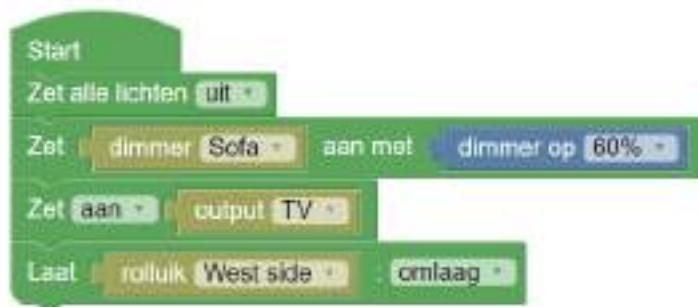 Start
Zet alle lichten uit
Zet dimmer Sofa aan met dimmer op 60%
Zet aan output TV
Laat rolluik West side : omlaag